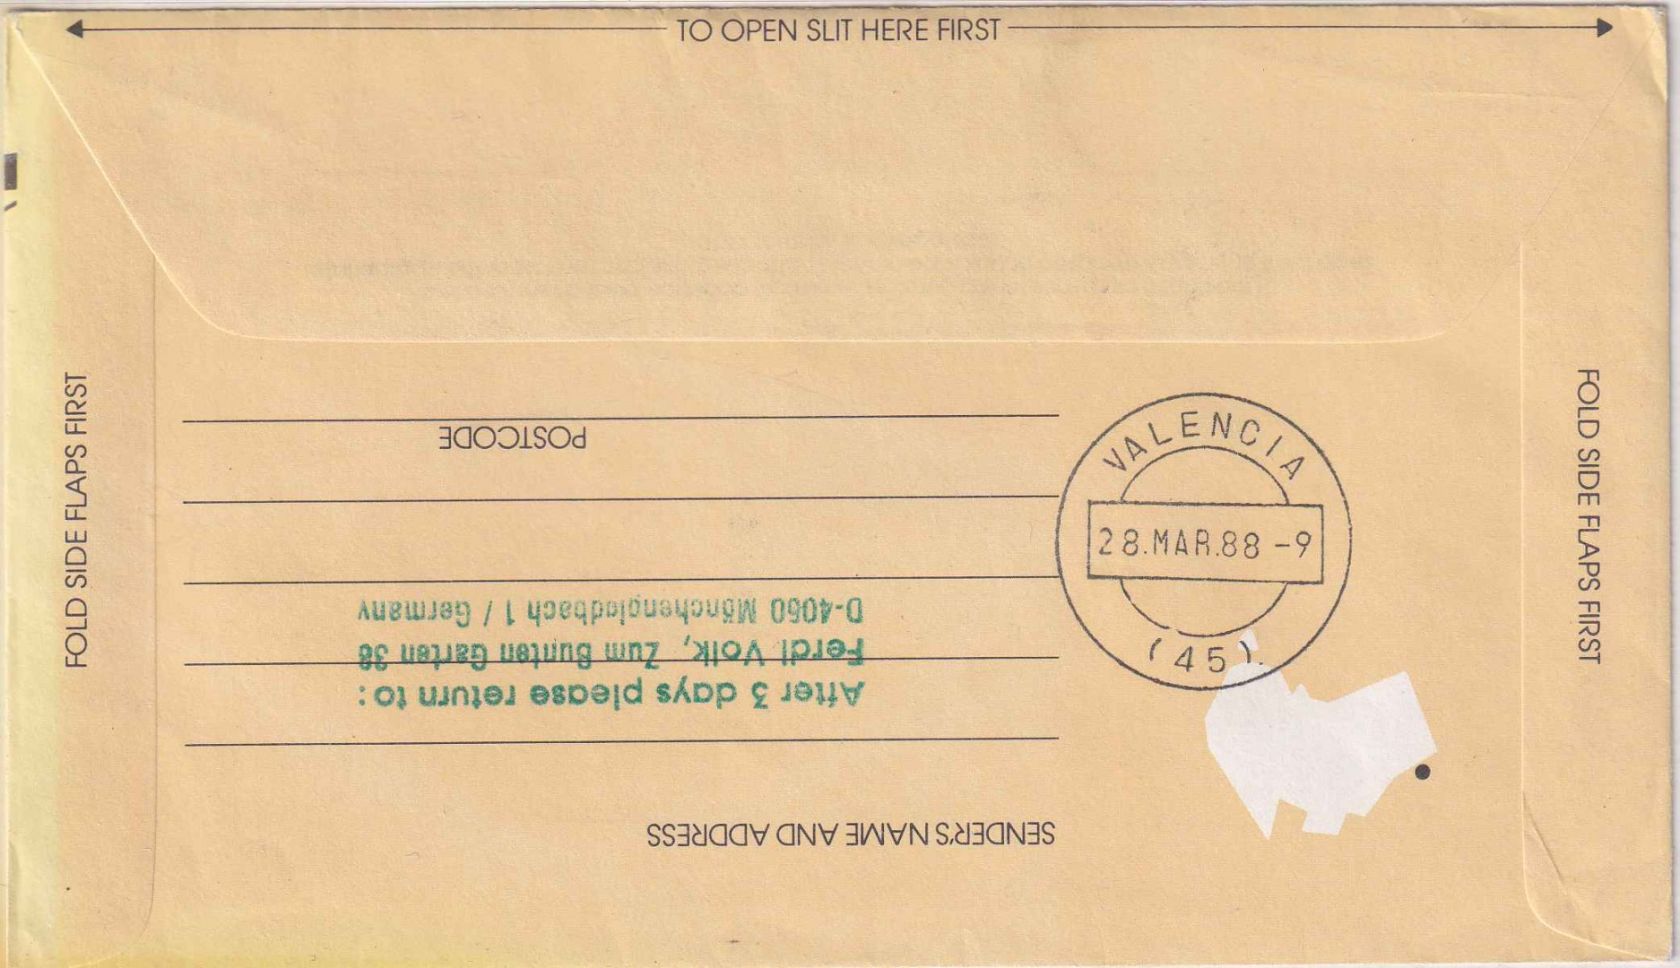 TO OPEN SLIT HERE FIRST
FOLD SIDE FLAPS FIRST
FOLD SIDE FLAPS FIRST
VALENCIA
28.MAR.88 -9
(45)
SENDER'S NAME AND ADDRESS
After 3 days please return to:
Ferdi Volk, Zum Bunten Garten 38
D-4060 Mönchengladbach 1 / Germany
POSTCODE